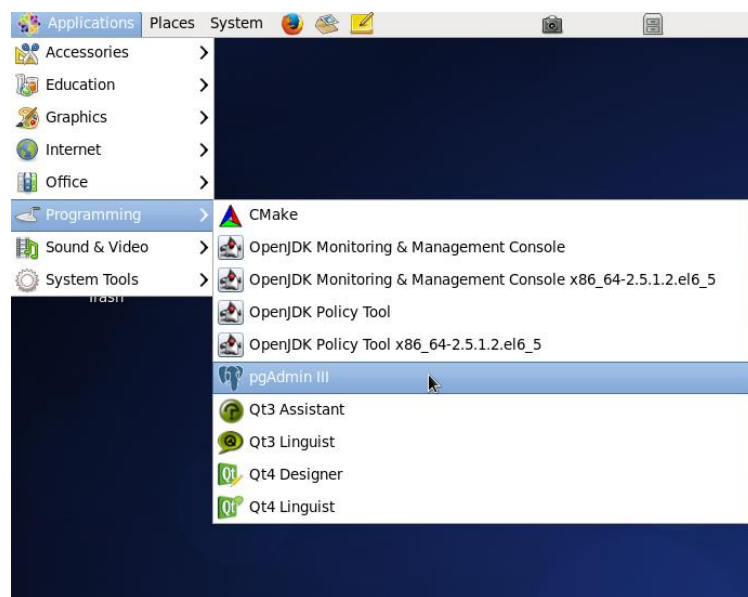 Applications Places System
Accessories
Education
Graphics
Internet
Office
Programming
Sound & Video
System Tools
Trash
CMake
OpenJDK Monitoring & Management Console
OpenJDK Monitoring & Management Console x86_64-2.5.1.2.el6_5
OpenJDK Policy Tool
OpenJDK Policy Tool x86_64-2.5.1.2.el6_5
pgAdmin III
Qt3 Assistant
Qt3 Linguist
Qt4 Designer
Qt4 Linguist